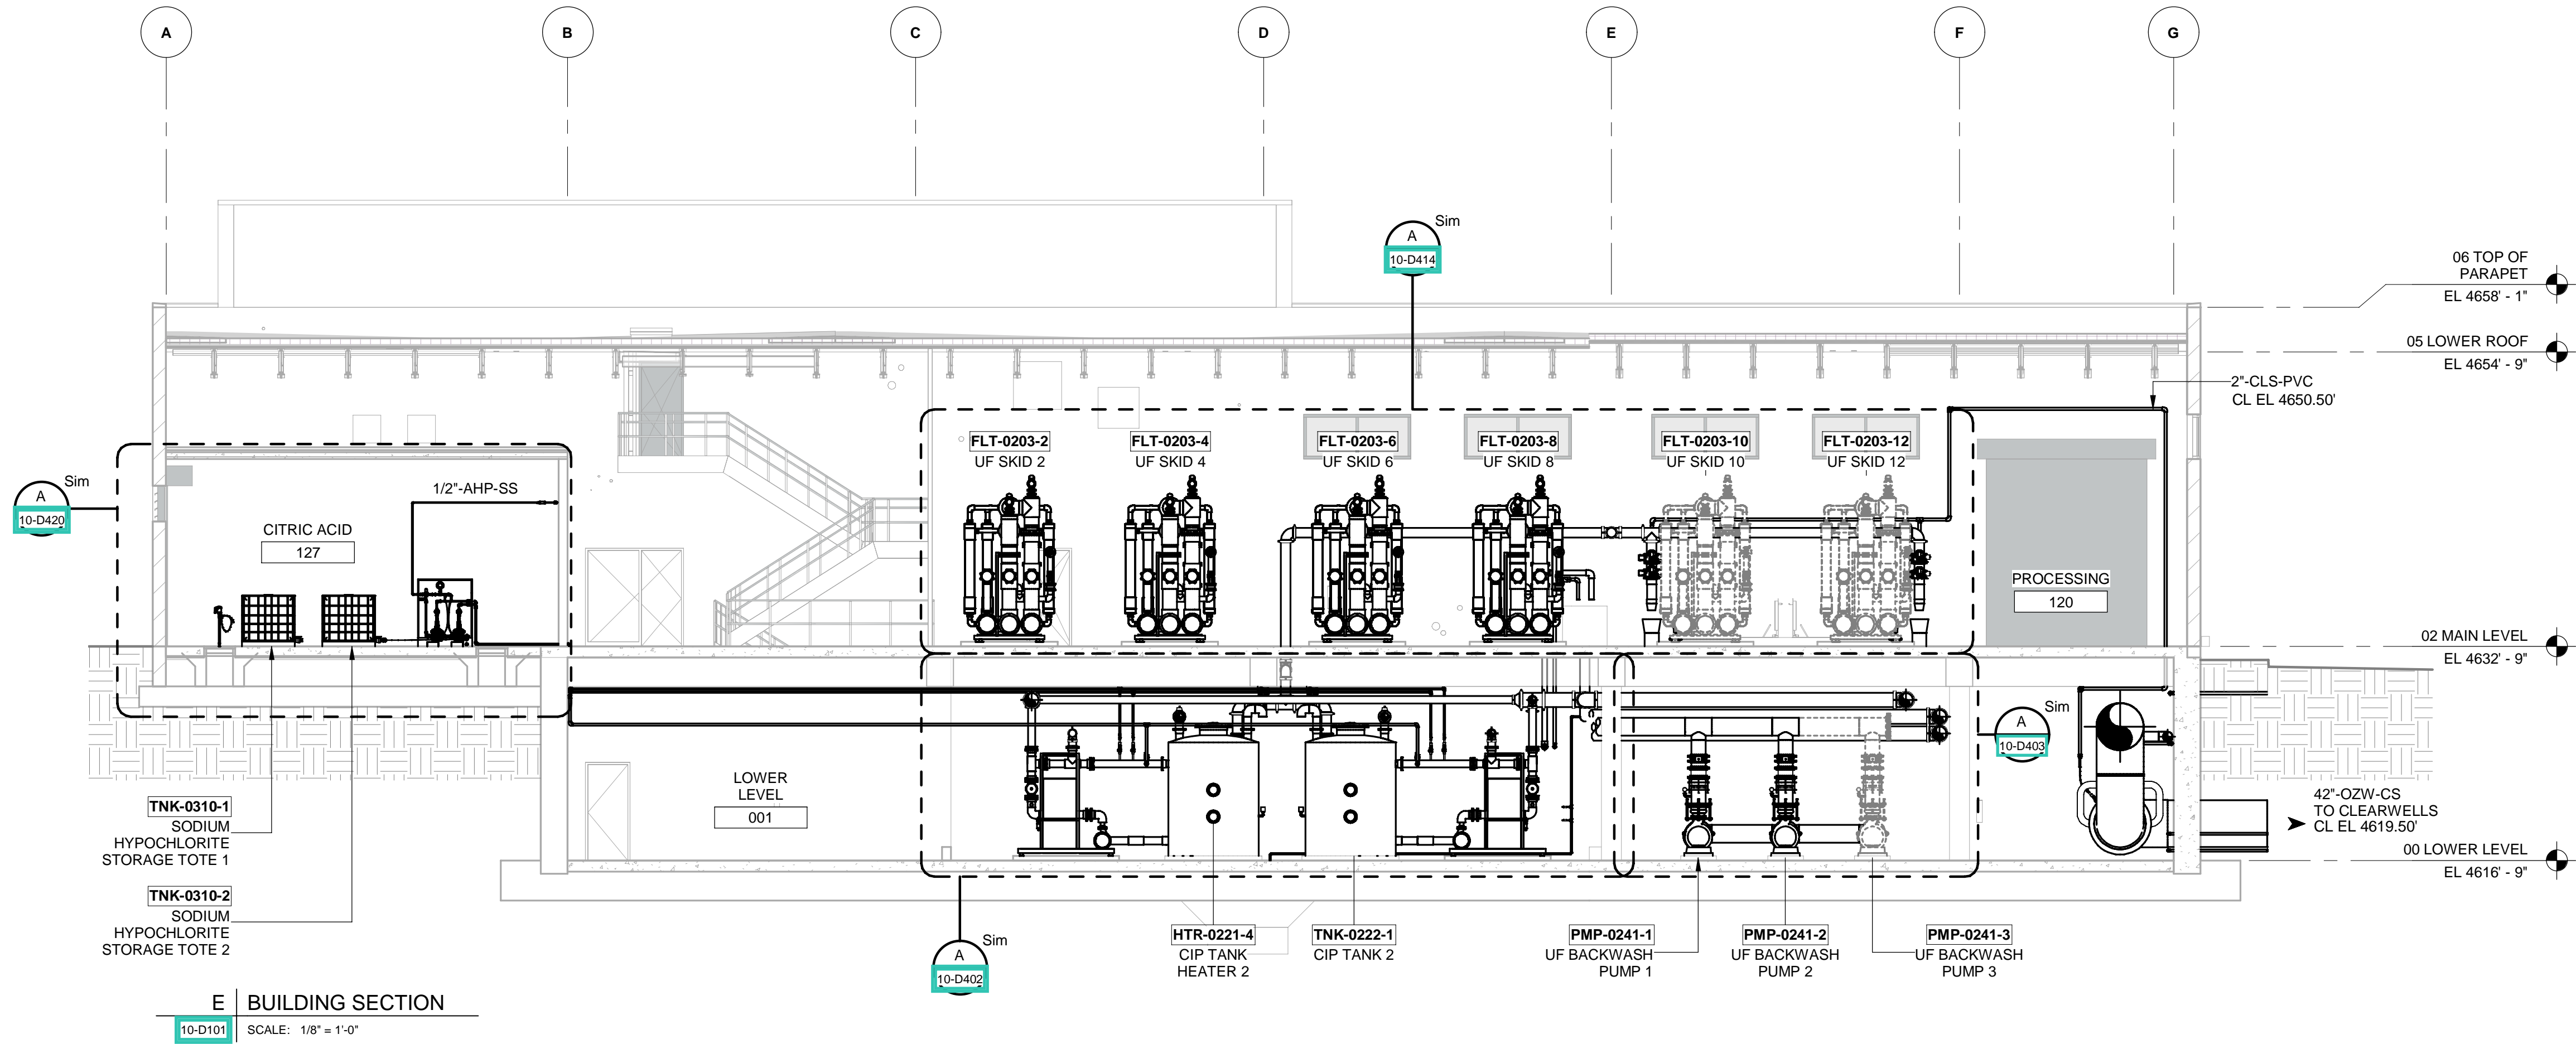 A
B
C
D
E
F
G
Sim
A
10-D414
06 TOP OF
PARAPET
EL 4658' - 1"
05 LOWER ROOF
EL 4654' - 9"
2"-CLS-PVC
CL EL 4650.50'
FLT-0203-2
UF SKID 2
FLT-0203-4
UF SKID 4
FLT-0203-6
UF SKID 6
FLT-0203-8
UF SKID 8
FLT-0203-10
UF SKID 10
FLT-0203-12
UF SKID 12
Sim
A
10-D420
1/2"-AHP-SS
CITRIC ACID
127
PROCESSING
120
02 MAIN LEVEL
EL 4632' - 9"
Sim
A
10-D403
LOWER
LEVEL
001
42"-OZW-CS
TO CLEARWELLS
CL EL 4619.50'
00 LOWER LEVEL
EL 4616' - 9"
TNK-0310-1
SODIUM
HYPOCHLORITE
STORAGE TOTE 1
TNK-0310-2
SODIUM
HYPOCHLORITE
STORAGE TOTE 2
Sim
A
10-D402
HTR-0221-4
CIP TANK
HEATER 2
TNK-0222-1
CIP TANK 2
PMP-0241-1
UF BACKWASH
PUMP 1
PMP-0241-2
UF BACKWASH
PUMP 2
PMP-0241-3
UF BACKWASH
PUMP 3
E BUILDING SECTION
10-D101 SCALE: 1/8" = 1'-0"